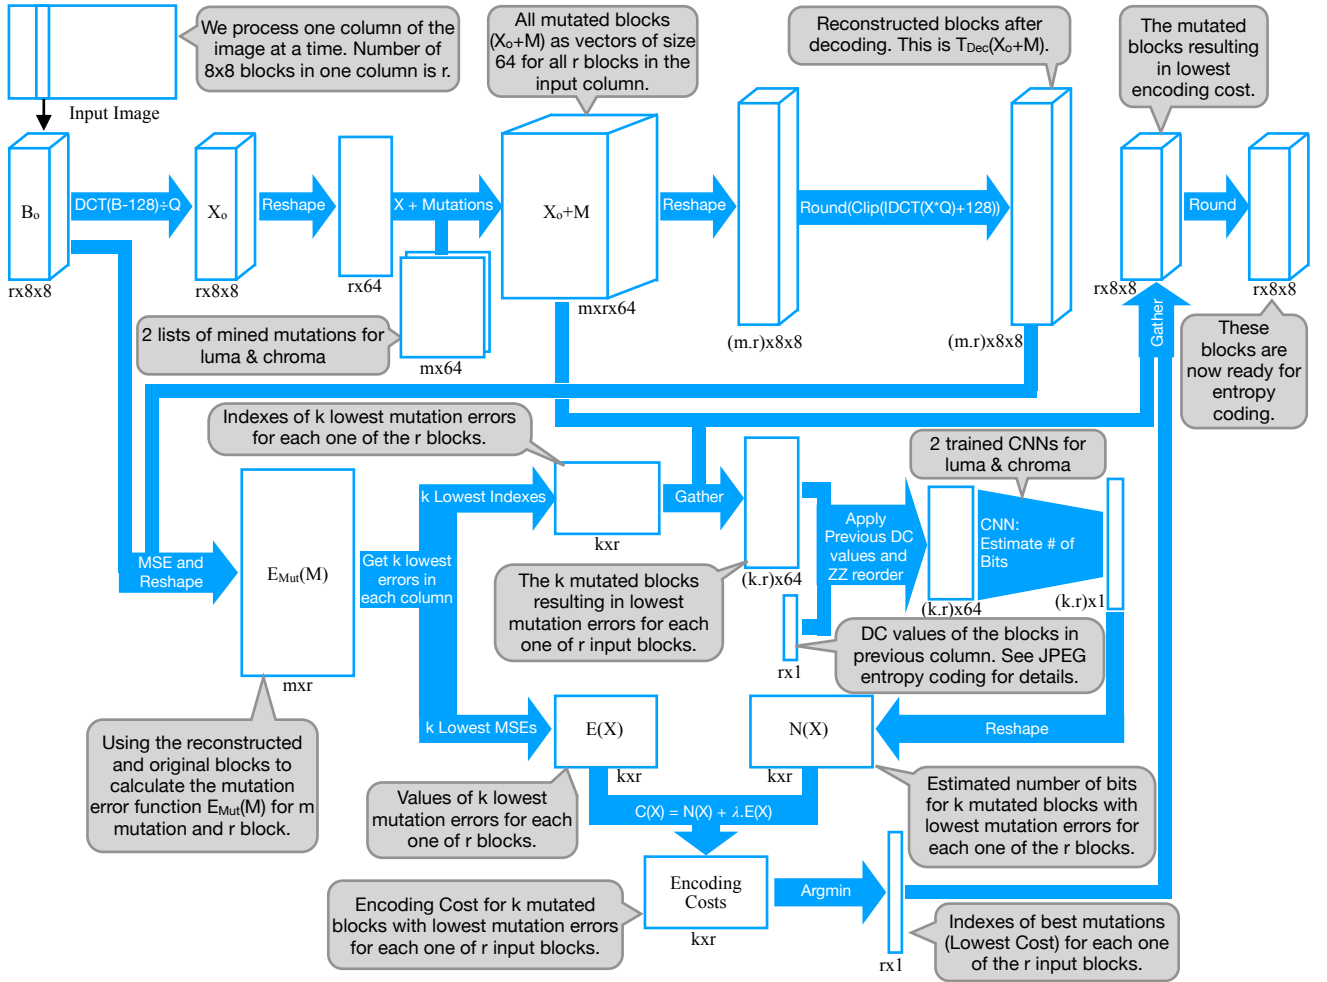 We process one column of the
image at a time. Number of
8x8 blocks in one column is r.
Input Image
All mutated blocks
(Xₒ+M) as vectors of size
64 for all r blocks in the
input column.
Reconstructed blocks after
decoding. This is T_Dec(Xₒ+M).
The mutated
blocks resulting
in lowest
encoding cost.
Bₒ
rx8x8
DCT(B-128)÷Q
Xₒ
rx8x8
Reshape
rx64
X + Mutations
Xₒ+M
mxrx64
Reshape
(m.r)x8x8
Round(Clip(IDCT(X*Q)+128))
(m.r)x8x8
rx8x8
Round
rx8x8
2 lists of mined mutations for
luma & chroma
mx64
Gather
These
blocks are
now ready for
entropy
coding.
Indexes of k lowest mutation errors
for each one of the r blocks.
2 trained CNNs for
luma & chroma
MSE and
Reshape
E_Mut(M)
mxr
Get k lowest
errors in
each column
k Lowest Indexes
kxr
Gather
(k.r)x64
Apply
Previous DC
values and
ZZ reorder
(k.r)x64
CNN:
Estimate # of
Bits
(k.r)x1
The k mutated blocks
resulting in lowest
mutation errors for each
one of r input blocks.
rx1
DC values of the blocks in
previous column. See JPEG
entropy coding for details.
Using the reconstructed
and original blocks to
calculate the mutation
error function E_Mut(M) for m
mutation and r block.
k Lowest MSEs
E(X)
kxr
N(X)
kxr
Reshape
Values of k lowest
mutation errors for each
one of r blocks.
C(X) = N(X) + λ.E(X)
Estimated number of bits
for k mutated blocks with
lowest mutation errors for
each one of the r blocks.
Encoding Cost for k mutated
blocks with lowest mutation errors
for each one of r input blocks.
Encoding
Costs
kxr
Argmin
rx1
Indexes of best mutations
(Lowest Cost) for each one
of the r input blocks.